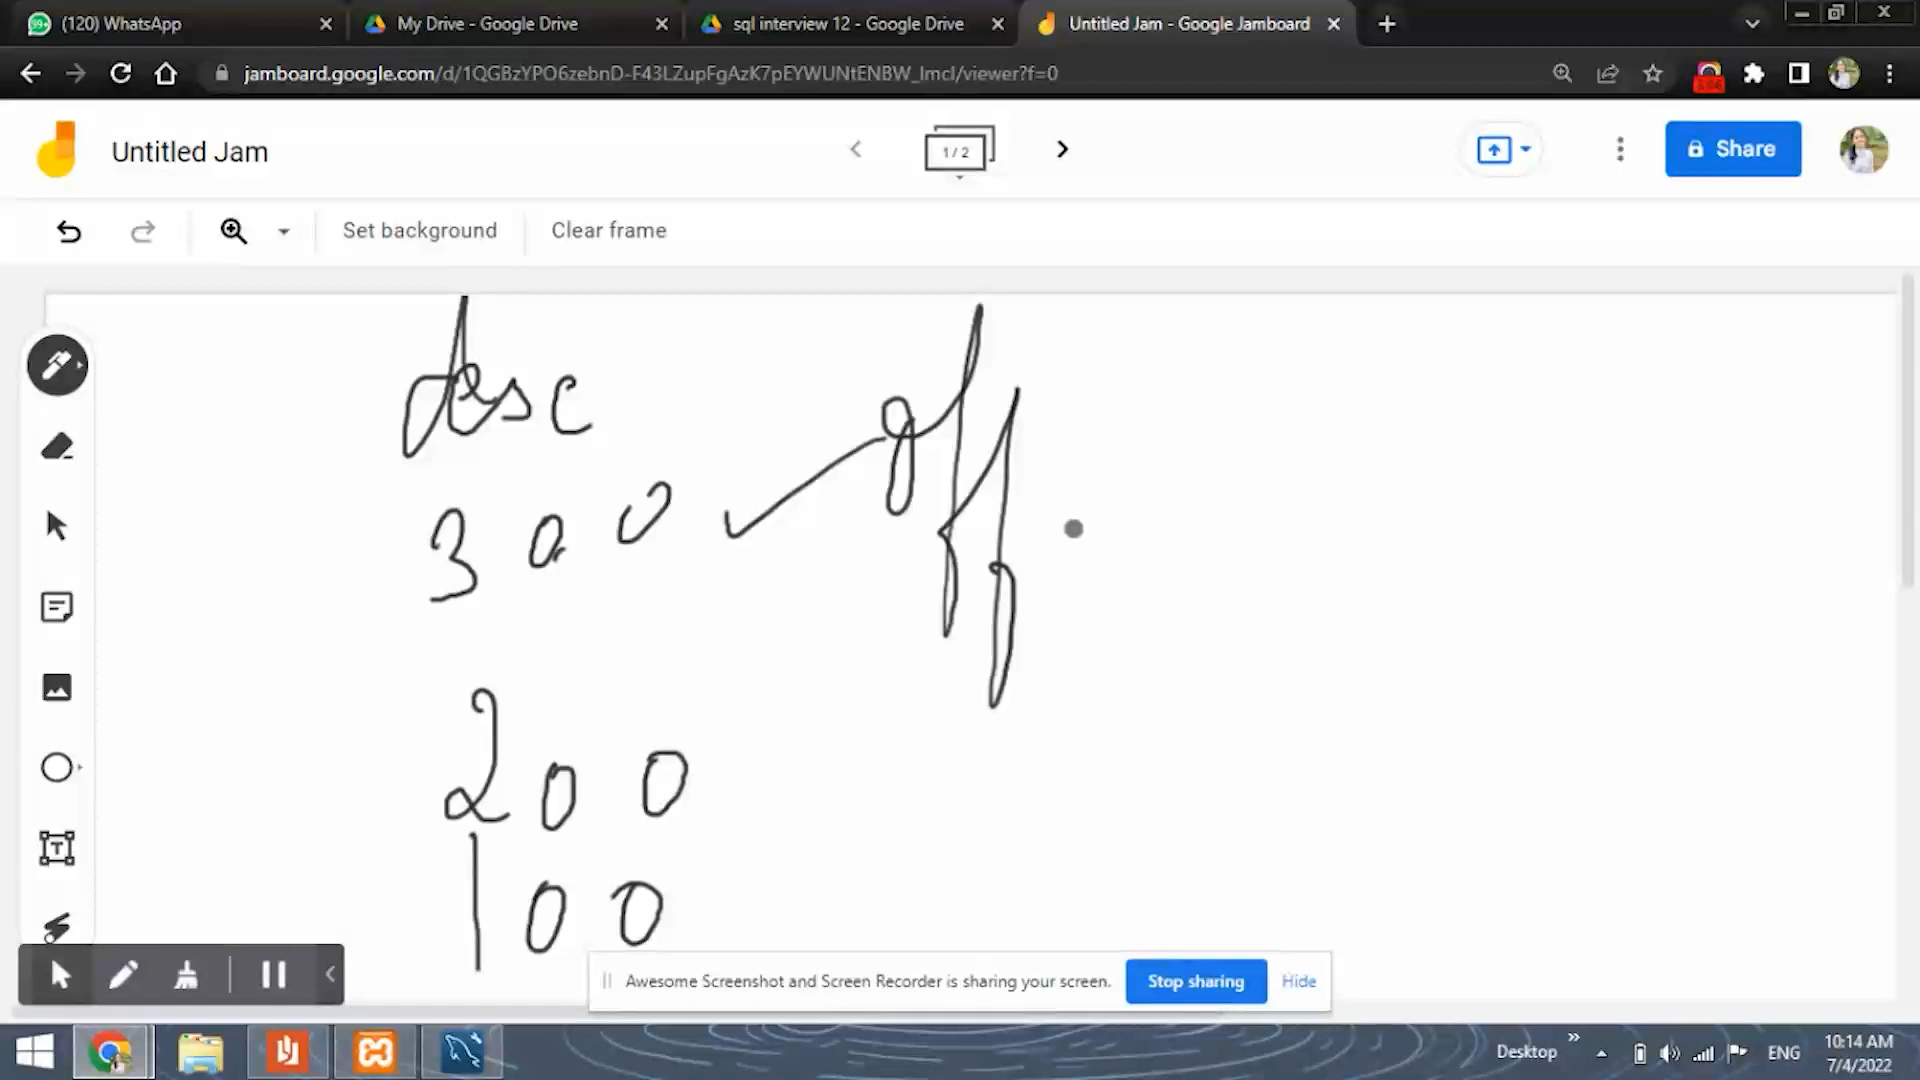 (120) WhatsApp
My Drive - Google Drive
sql interview 12 - Google Drive
Untitled Jam - Google Jamboard
jamboard.google.com/d/1QGBzYPO6zebnD-F43LZupFgAzK7pEYWUNtENBW_lmcI/viewer?f=0
Untitled Jam
1 / 2
Share
Set background
Clear frame
desc
off
300
200
100
Awesome Screenshot and Screen Recorder is sharing your screen.
Stop sharing
Hide
Desktop
ENG
10:14 AM
7/4/2022